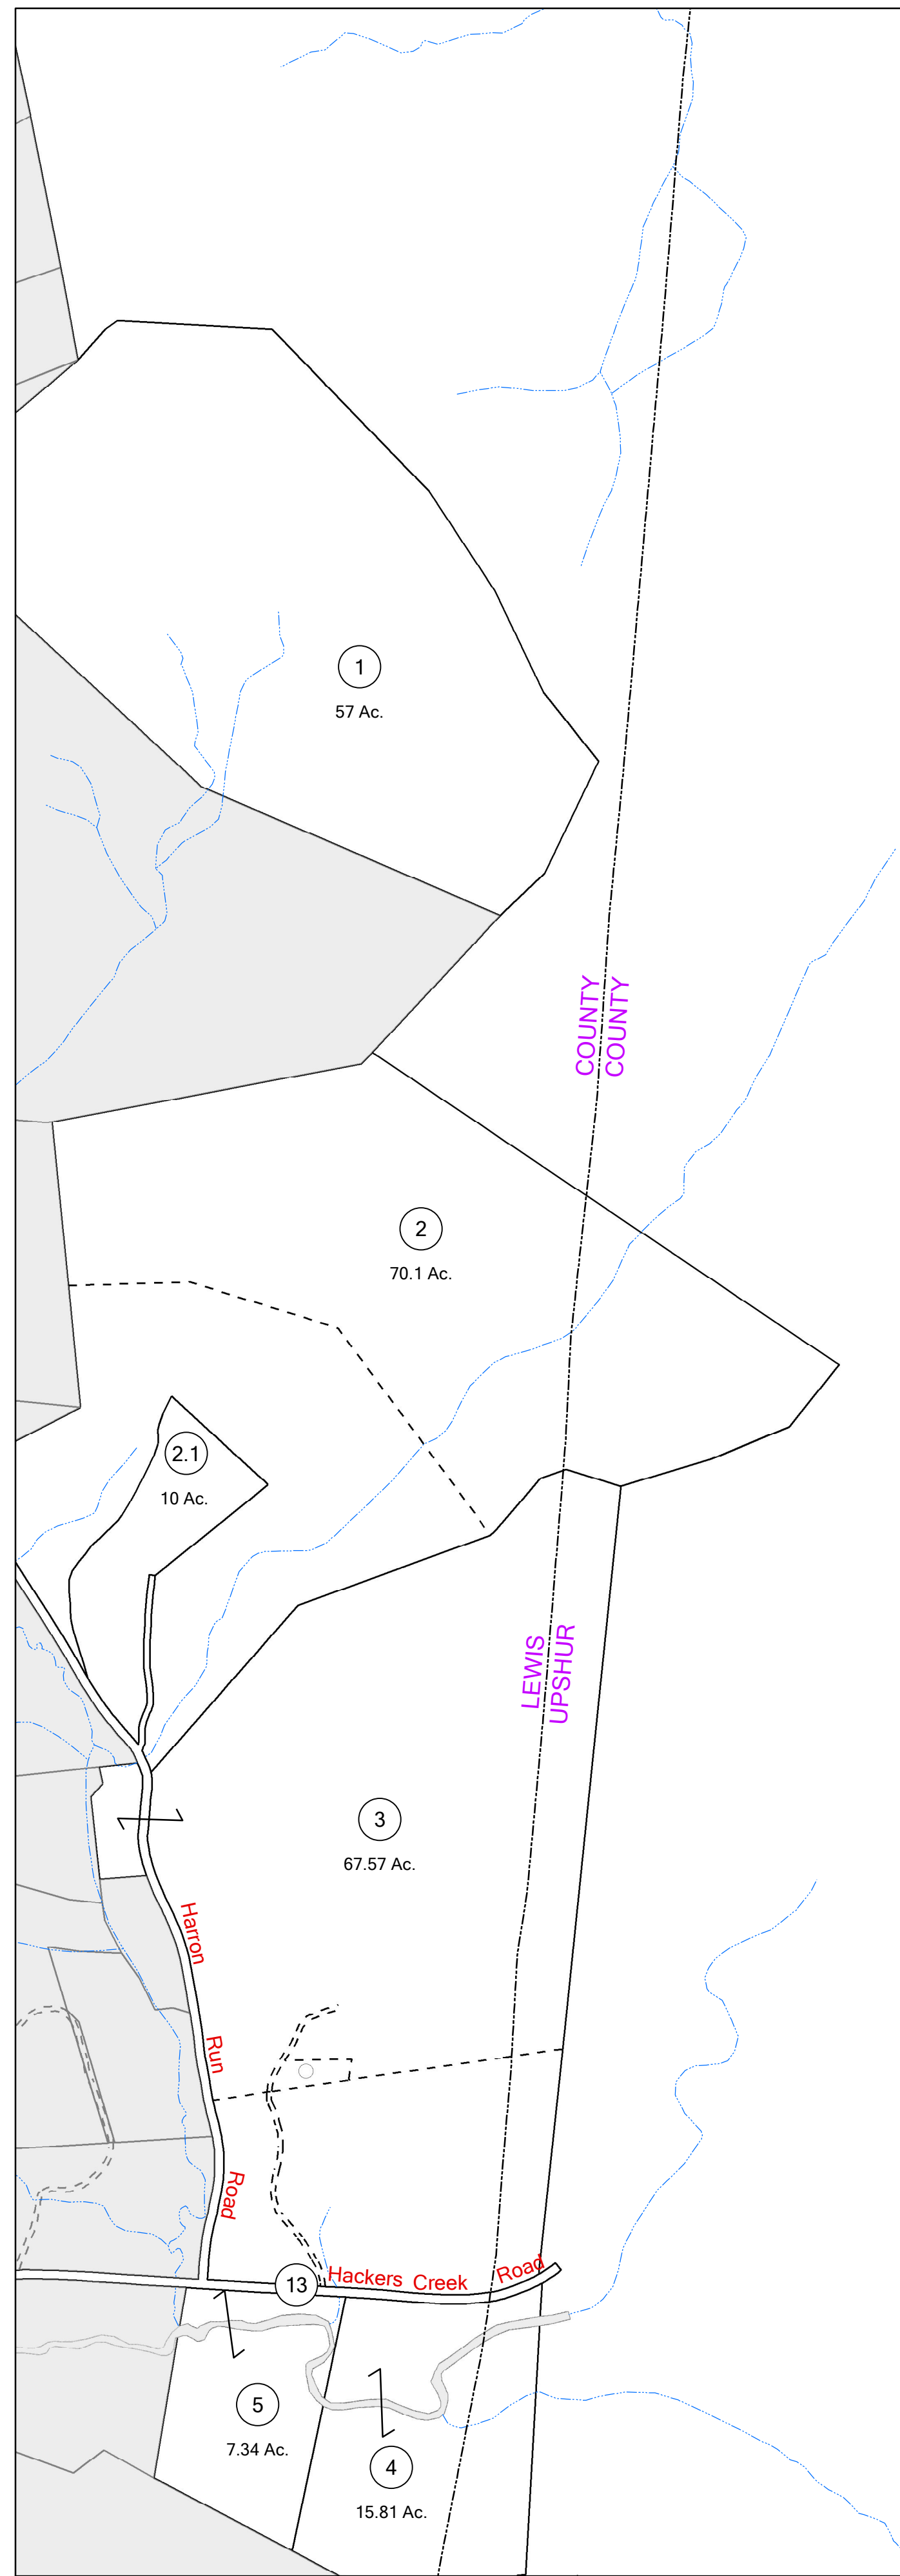 1
57 Ac.
COUNTY
COUNTY
2
70.1 Ac.
2.1
10 Ac.
LEWIS
UPSHUR
3
67.57 Ac.
Harron
Run
Road
13
Hackers Creek Road
5
7.34 Ac.
4
15.81 Ac.